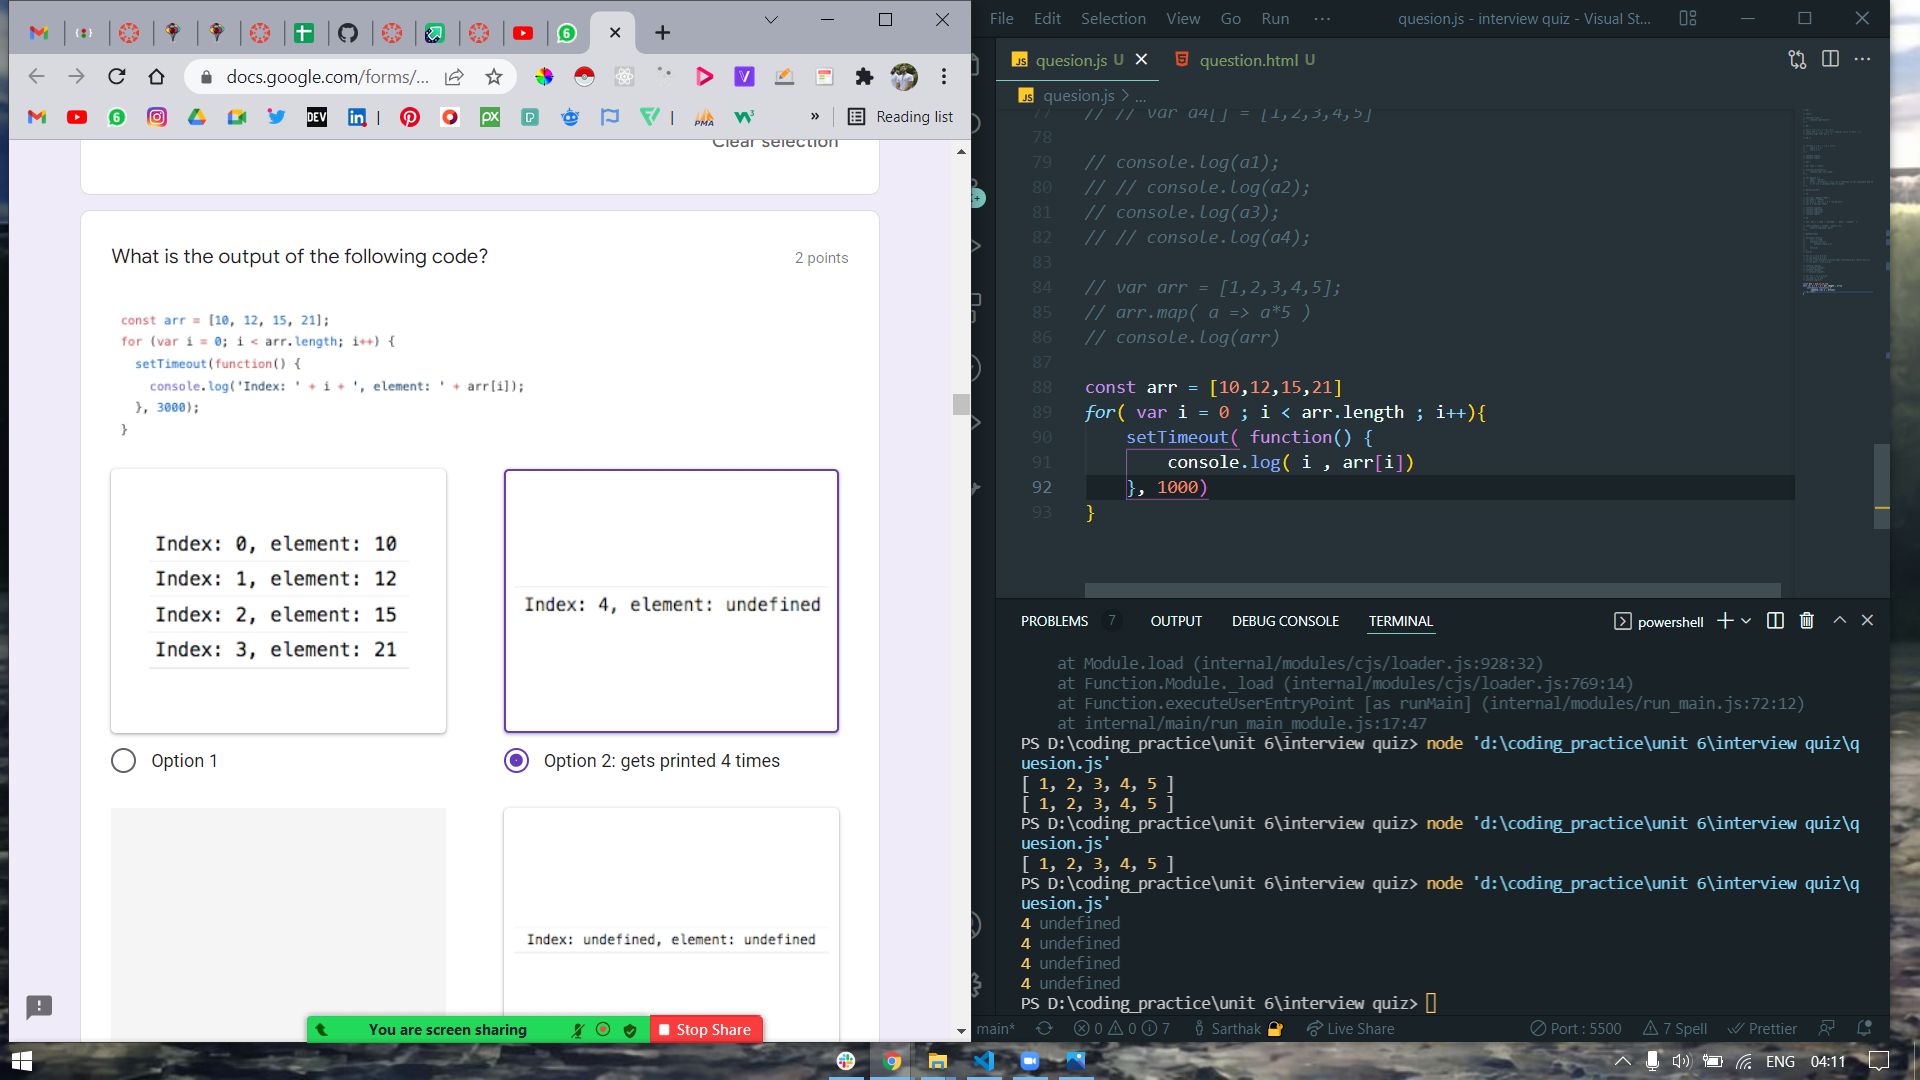 docs.google.com/forms/...
DEV
PMA
»
Reading list
Clear selection
What is the output of the following code?
2 points
const arr = [10, 12, 15, 21];
for (var i = 0; i < arr.length; i++) {
setTimeout(function() {
console.log('Index: ' + i + ', element: ' + arr[i]);
}, 3000);
}
Index: 0, element: 10
Index: 1, element: 12
Index: 2, element: 15
Index: 3, element: 21
Index: 4, element: undefined
Option 1
Option 2: gets printed 4 times
Index: undefined, element: undefined
You are screen sharing
Stop Share
File Edit Selection View Go Run ···
quesion.js - interview quiz - Visual St...
JS quesion.js U
question.html U
JS quesion.js > ...
77 // // var a4[] = [1,2,3,4,5]
78
79 // console.log(a1);
80 // // console.log(a2);
81 // console.log(a3);
82 // // console.log(a4);
83
84 // var arr = [1,2,3,4,5];
85 // arr.map( a => a*5 )
86 // console.log(arr)
87
88 const arr = [10,12,15,21]
89 for( var i = 0 ; i < arr.length ; i++){
90 setTimeout( function() {
91 console.log( i , arr[i])
92 }, 1000)
93 }
PROBLEMS 7 OUTPUT DEBUG CONSOLE TERMINAL
powershell
at Module.load (internal/modules/cjs/loader.js:928:32)
at Function.Module._load (internal/modules/cjs/loader.js:769:14)
at Function.executeUserEntryPoint [as runMain] (internal/modules/run_main.js:72:12)
at internal/main/run_main_module.js:17:47
PS D:\coding_practice\unit 6\interview quiz> node 'd:\coding_practice\unit 6\interview quiz\q
uesion.js'
[ 1, 2, 3, 4, 5 ]
[ 1, 2, 3, 4, 5 ]
PS D:\coding_practice\unit 6\interview quiz> node 'd:\coding_practice\unit 6\interview quiz\q
uesion.js'
[ 1, 2, 3, 4, 5 ]
PS D:\coding_practice\unit 6\interview quiz> node 'd:\coding_practice\unit 6\interview quiz\q
uesion.js'
4 undefined
4 undefined
4 undefined
4 undefined
PS D:\coding_practice\unit 6\interview quiz>
main* 0 0 7 Sarthak Live Share Port : 5500 7 Spell Prettier
ENG 04:11